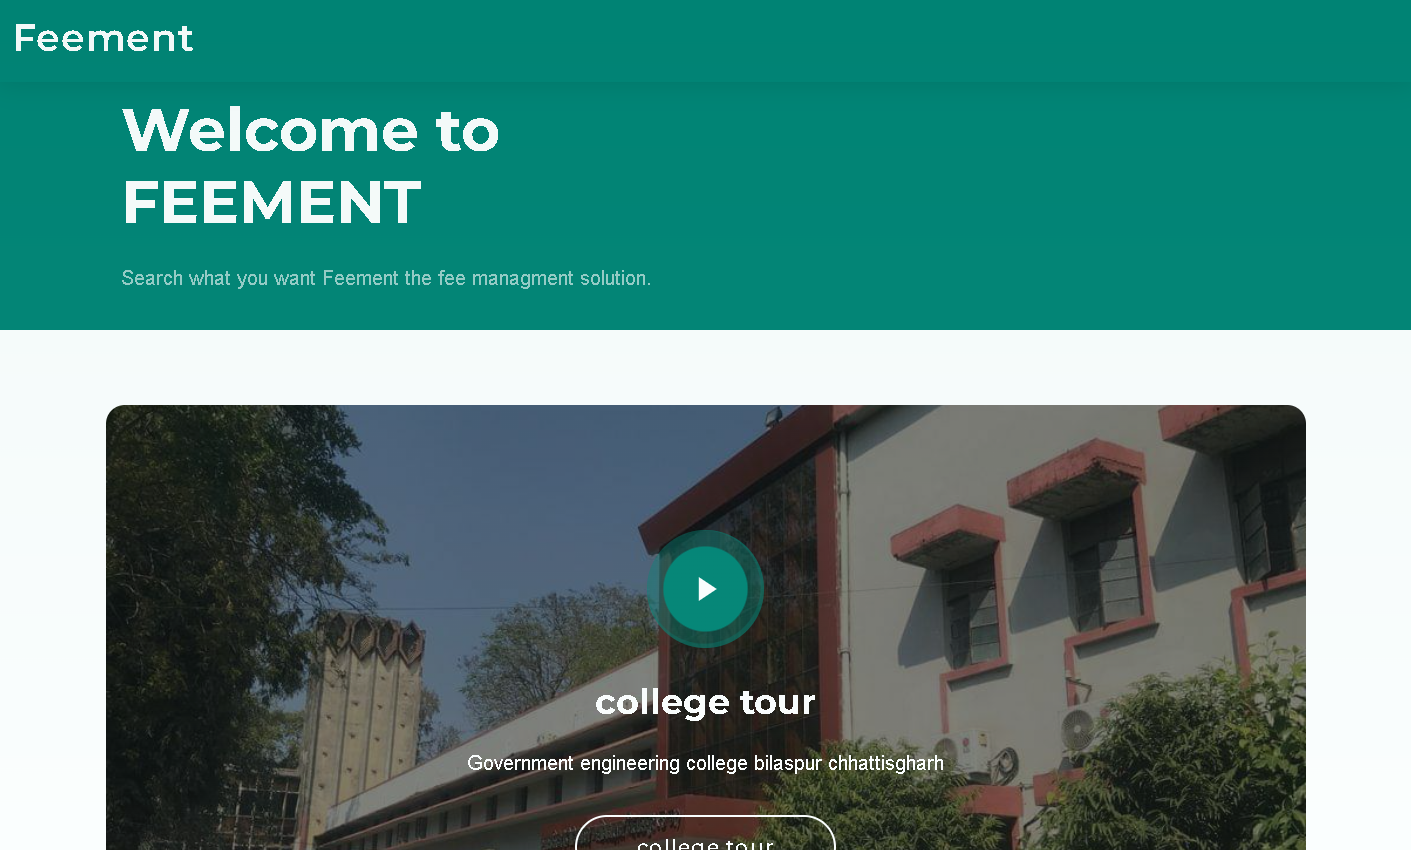 Feement
Welcome to
FEEMENT
Search what you want Feement the fee managment solution.
college tour
Government engineering college bilaspur chhattisgharh
college tour